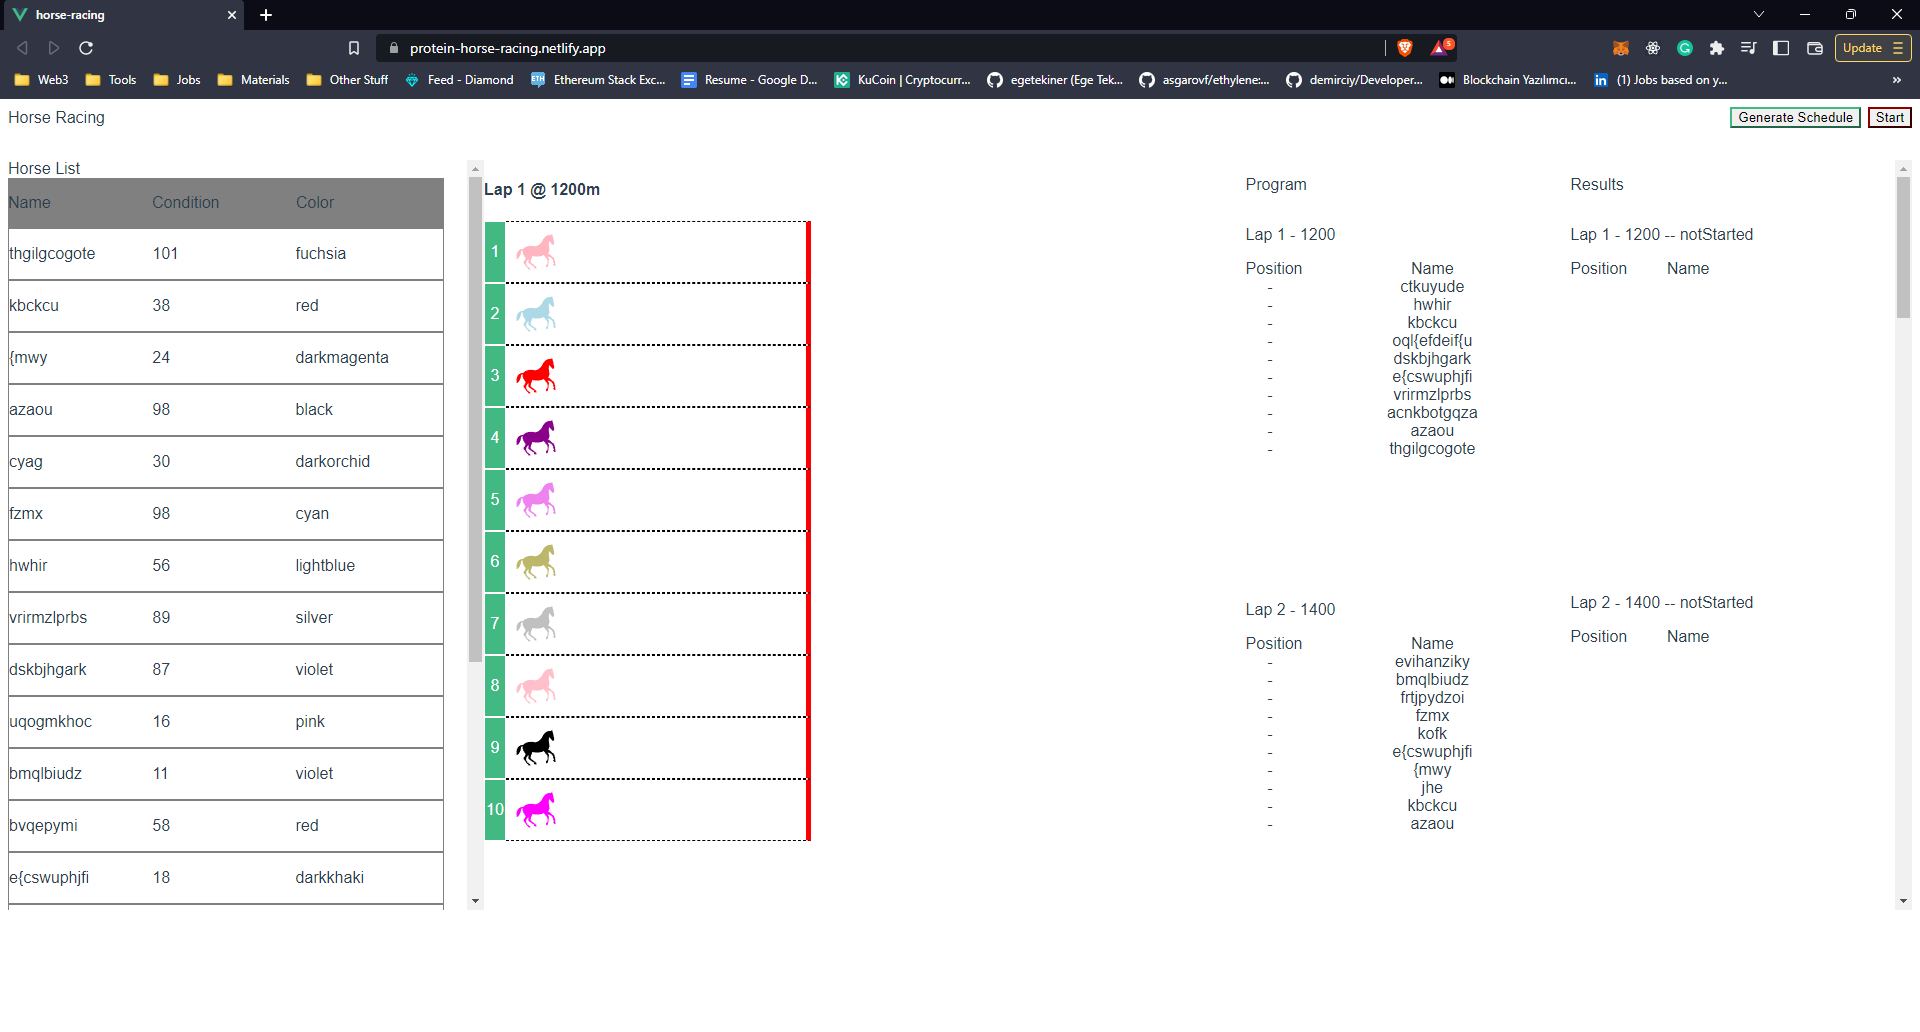 horse-racing
protein-horse-racing.netlify.app
5
Update
Web3 Tools Jobs Materials Other Stuff Feed - Diamond ETH Ethereum Stack Exc... Resume - Google D... KuCoin | Cryptocurr... egetekiner (Ege Tek... asgarovf/ethylene:... demirciy/Developer... Blockchain Yazılımcı... in (1) Jobs based on y... »
Horse Racing
Generate Schedule Start
Horse List
Name Condition Color
thgilgcogote 101 fuchsia
kbckcu 38 red
{mwy 24 darkmagenta
azaou 98 black
cyag 30 darkorchid
fzmx 98 cyan
hwhir 56 lightblue
vrirmzlprbs 89 silver
dskbjhgark 87 violet
uqogmkhoc 16 pink
bmqlbiudz 11 violet
bvqepymi 58 red
e{cswuphjfi 18 darkkhaki
Lap 1 @ 1200m
1
2
3
4
5
6
7
8
9
10
Program
Lap 1 - 1200
Position Name
- ctkuyude
- hwhir
- kbckcu
- oql{efdeif{u
- dskbjhgark
- e{cswuphjfi
- vrirmzlprbs
- acnkbotgqza
- azaou
- thgilgcogote
Lap 2 - 1400
Position Name
- evihanziky
- bmqlbiudz
- frtjpydzoi
- fzmx
- kofk
- e{cswuphjfi
- {mwy
- jhe
- kbckcu
- azaou
Results
Lap 1 - 1200 -- notStarted
Position Name
Lap 2 - 1400 -- notStarted
Position Name